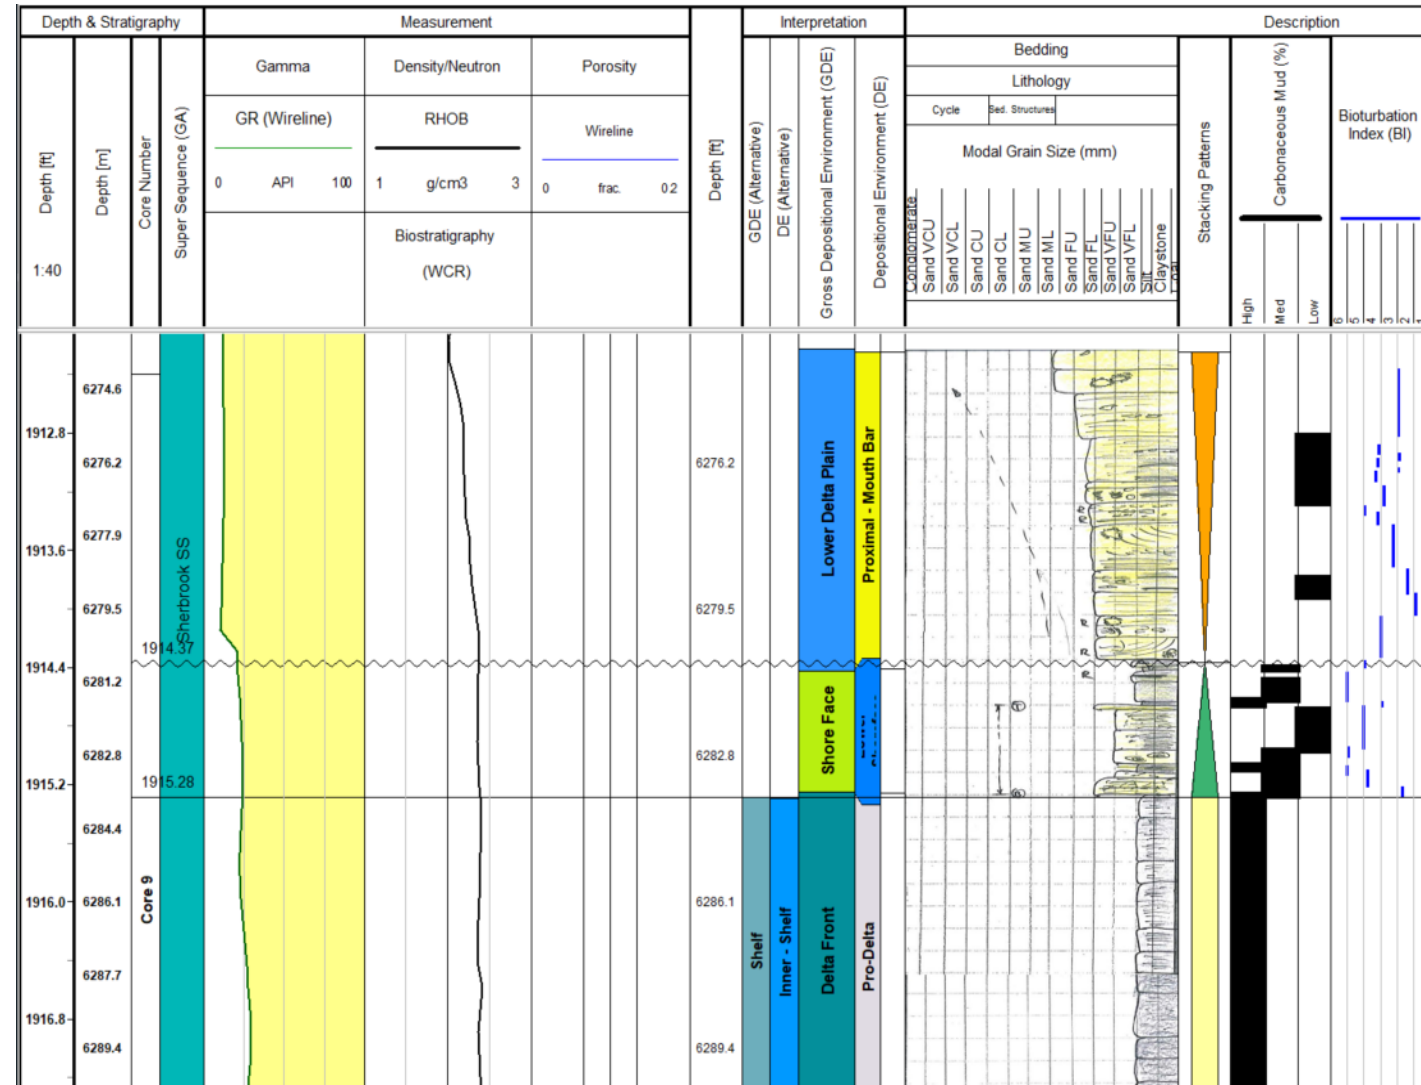 Depth & Stratigraphy
Measurement
Interpretation
Description
Depth [ft]
Depth [m]
Core Number
Super Sequence (GA)
Gamma
Density/Neutron
Porosity
GR (Wireline)
RHOB
Wireline
0 API 100
1 g/cm3 3
0 frac. 0.2
Biostratigraphy
(WCR)
Depth [ft]
GDE (Alternative)
DE (Alternative)
Gross Depositional Environment (GDE)
Depositional Environment (DE)
Bedding
Lithology
Cycle
Sed. Structures
Modal Grain Size (mm)
Conglomerate
Sand VCU
Sand VCL
Sand CU
Sand CL
Sand MU
Sand ML
Sand FU
Sand FL
Sand VFU
Sand VFL
Silt
Claystone
Stacking Patterns
Carbonaceous Mud (%)
High
Med
Low
Bioturbation
Index (BI)
6
5
4
3
2
1
1:40
6274.6
1912.8
6276.2
6276.2
6277.9
1913.6
Sherbrook SS
6279.5
6279.5
1914.37
1914.4
6281.2
6282.8
6282.8
1915.28
1915.2
6284.4
Core 9
1916.0
6286.1
6286.1
6287.7
1916.8
6289.4
6289.4
Lower Delta Plain
Proximal - Mouth Bar
Shore Face
Shelf
Inner - Shelf
Delta Front
Pro-Delta